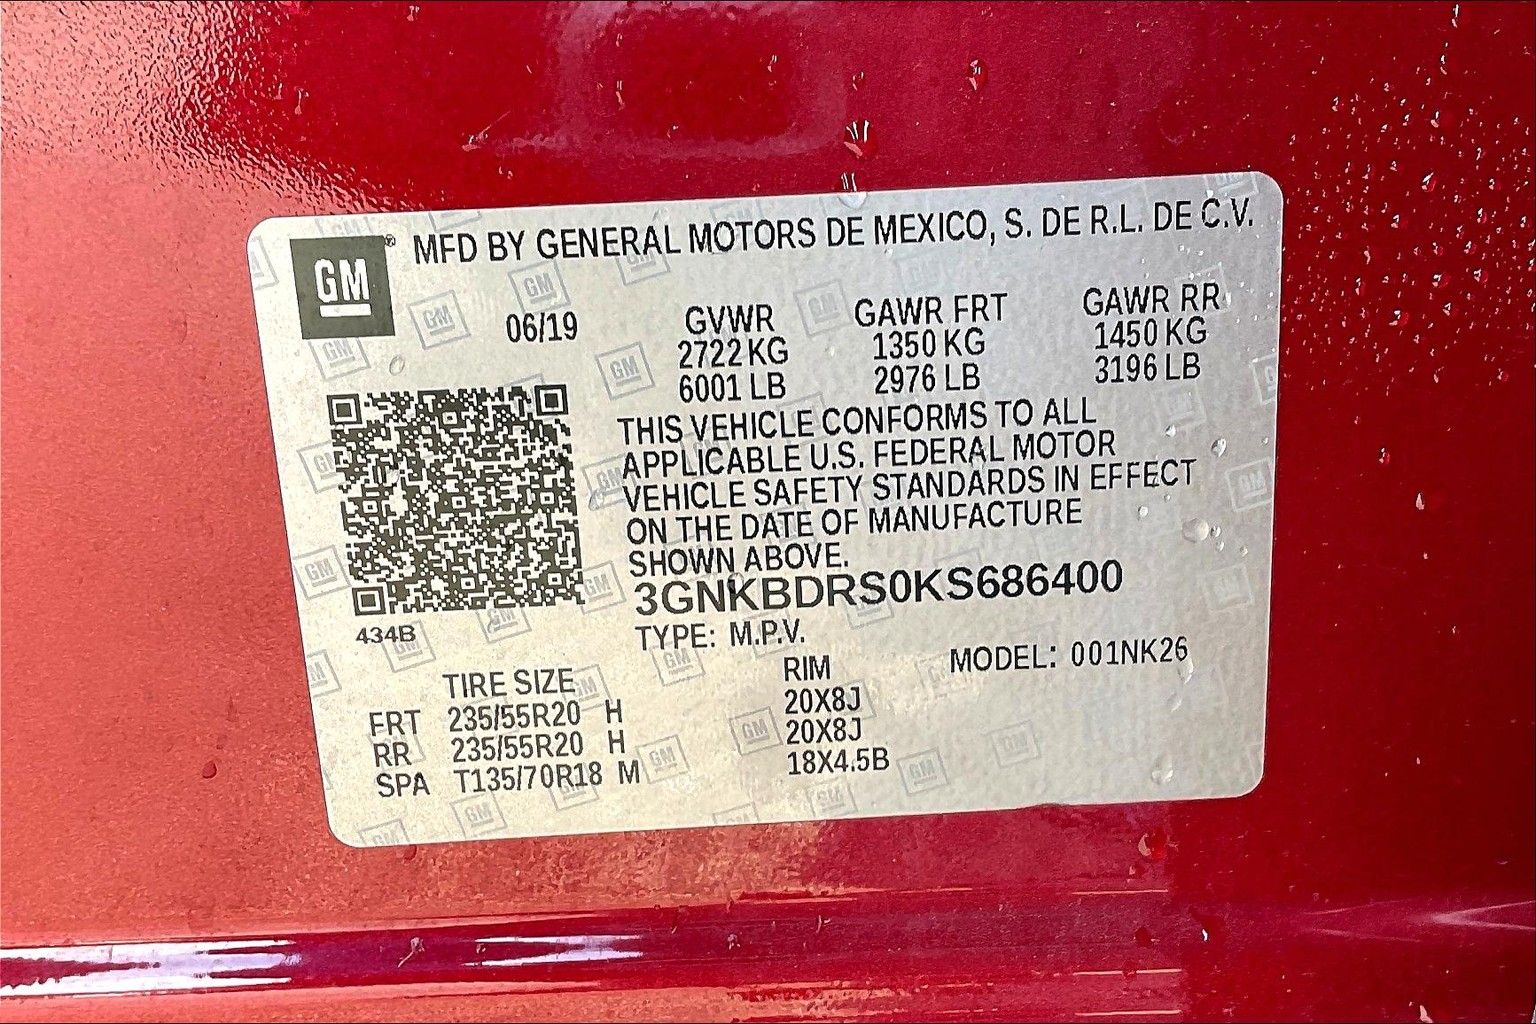 GM® MFD BY GENERAL MOTORS DE MEXICO, S. DE R.L. DE C.V.
06/19 GVWR GAWR FRT GAWR RR
2722 KG 1350 KG 1450 KG
6001 LB 2976 LB 3196 LB
THIS VEHICLE CONFORMS TO ALL
APPLICABLE U.S. FEDERAL MOTOR
VEHICLE SAFETY STANDARDS IN EFFECT
ON THE DATE OF MANUFACTURE
SHOWN ABOVE.
3GNKBDRS0KS686400
434B TYPE: M.P.V. MODEL: 001NK26
TIRE SIZE RIM
FRT 235/55R20 H 20X8J
RR 235/55R20 H 20X8J
SPA T135/70R18 M 18X4.5B